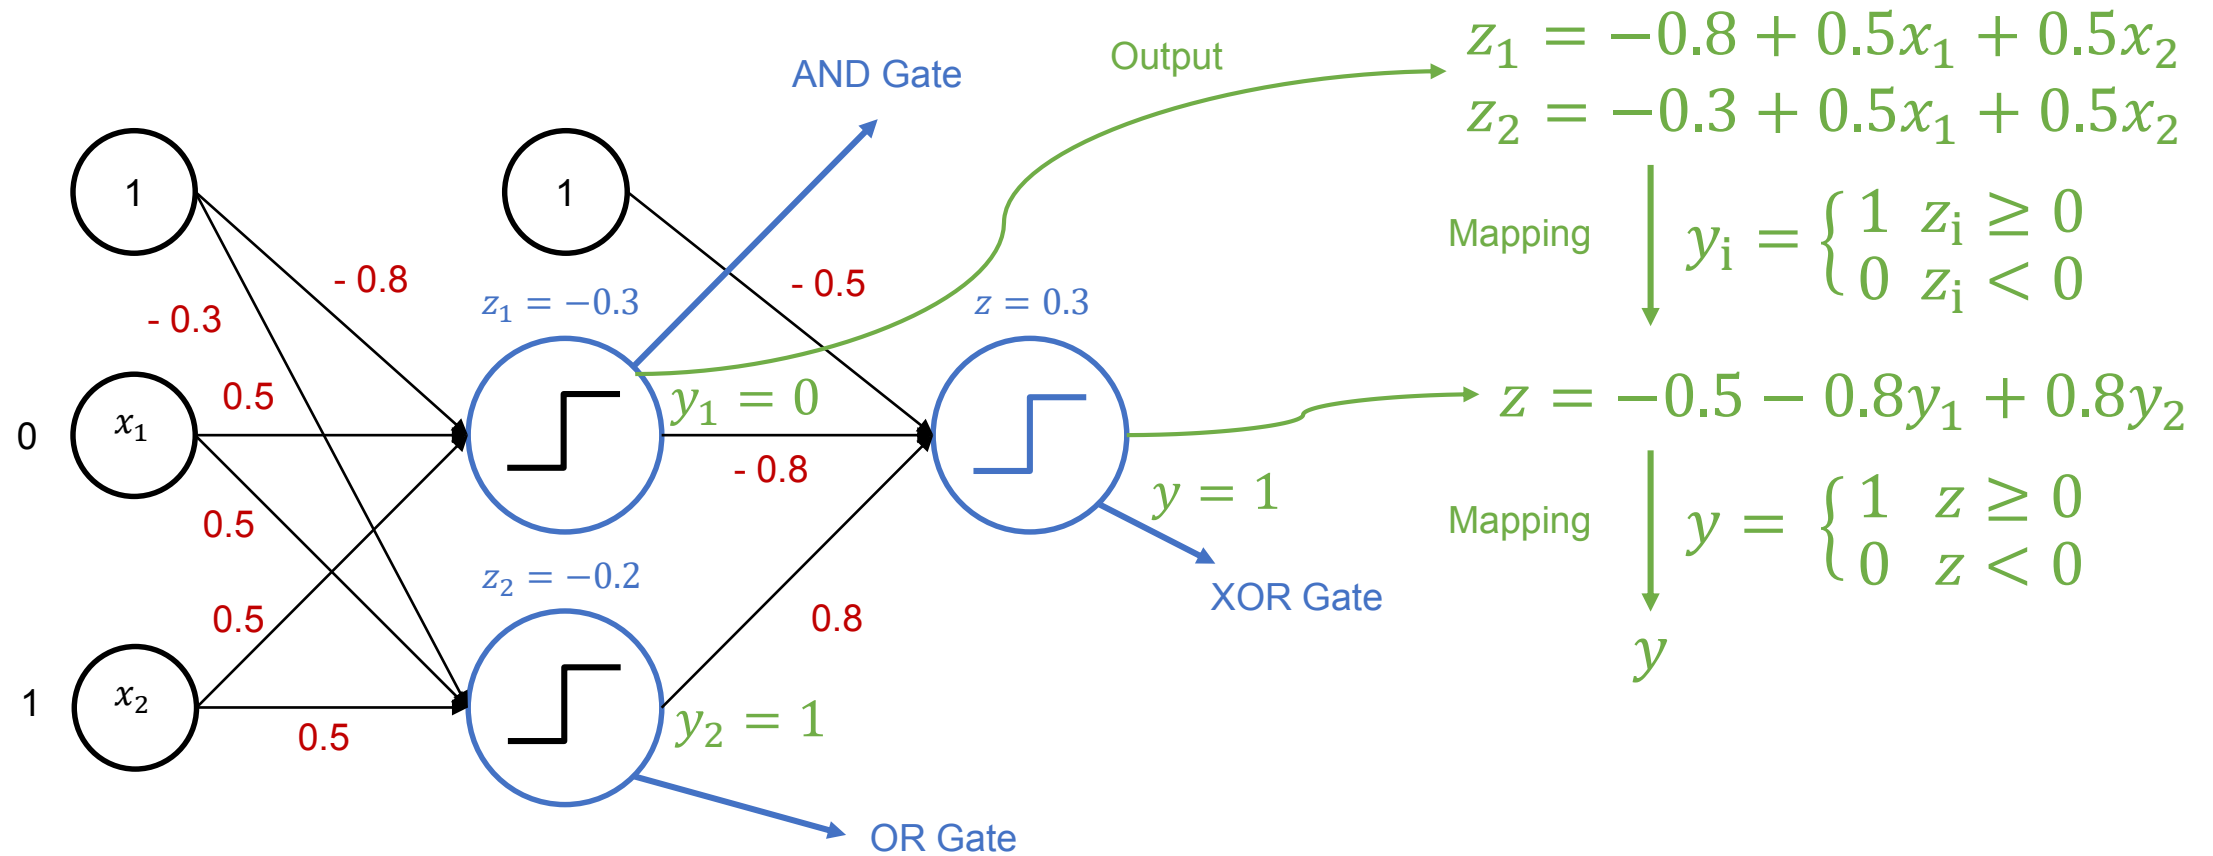 AND Gate
Output
z₁ = −0.8 + 0.5x₁ + 0.5x₂
z₂ = −0.3 + 0.5x₁ + 0.5x₂
1
1
- 0.8
- 0.5
- 0.3
z₁ = −0.3
z = 0.3
Mapping
yᵢ = { 1 zᵢ ≥ 0
0 zᵢ < 0
0.5
y₁ = 0
0
x₁
- 0.8
z = −0.5 − 0.8y₁ + 0.8y₂
0.5
y = 1
Mapping
y = { 1 z ≥ 0
0 z < 0
z₂ = −0.2
XOR Gate
0.5
0.8
y
1
x₂
0.5
y₂ = 1
OR Gate